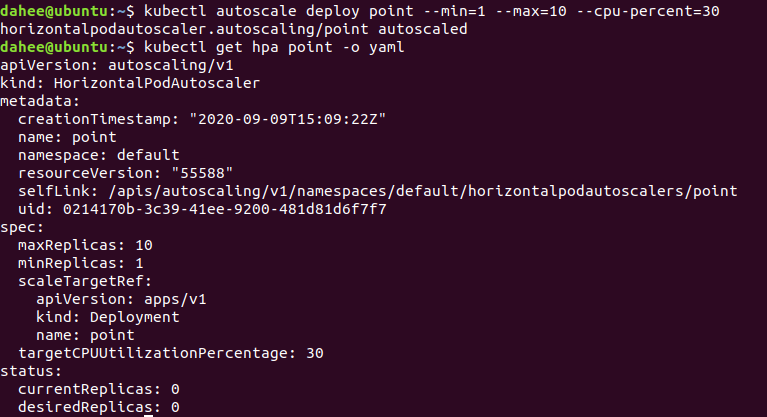 dahee@ubuntu:~$ kubectl autoscale deploy point --min=1 --max=10 --cpu-percent=30
horizontalpodautoscaler.autoscaling/point autoscaled
dahee@ubuntu:~$ kubectl get hpa point -o yaml
apiVersion: autoscaling/v1
kind: HorizontalPodAutoscaler
metadata:
  creationTimestamp: "2020-09-09T15:09:22Z"
  name: point
  namespace: default
  resourceVersion: "55588"
  selfLink: /apis/autoscaling/v1/namespaces/default/horizontalpodautoscalers/point
  uid: 0214170b-3c39-41ee-9200-481d81d6f7f7
spec:
  maxReplicas: 10
  minReplicas: 1
  scaleTargetRef:
    apiVersion: apps/v1
    kind: Deployment
    name: point
  targetCPUUtilizationPercentage: 30
status:
  currentReplicas: 0
  desiredReplicas: 0